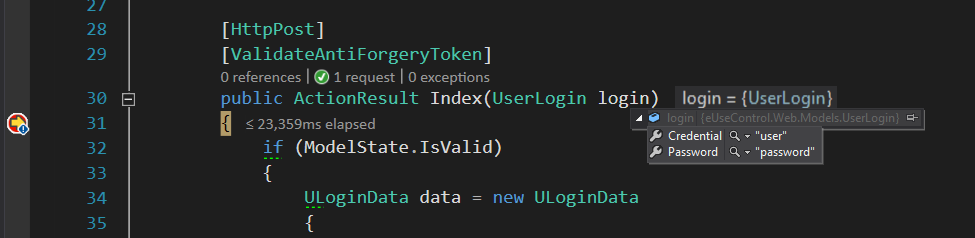 27
28 [HttpPost]
29 [ValidateAntiForgeryToken]
0 references | 1 request | 0 exceptions
30 public ActionResult Index(UserLogin login) login = {UserLogin}
31 { ≤ 23,359ms elapsed
login {eUseControl.Web.Models.UserLogin}
32 if (ModelState.IsValid)
Credential "user"
Password "password"
33 {
34 ULoginData data = new ULoginData
35 {